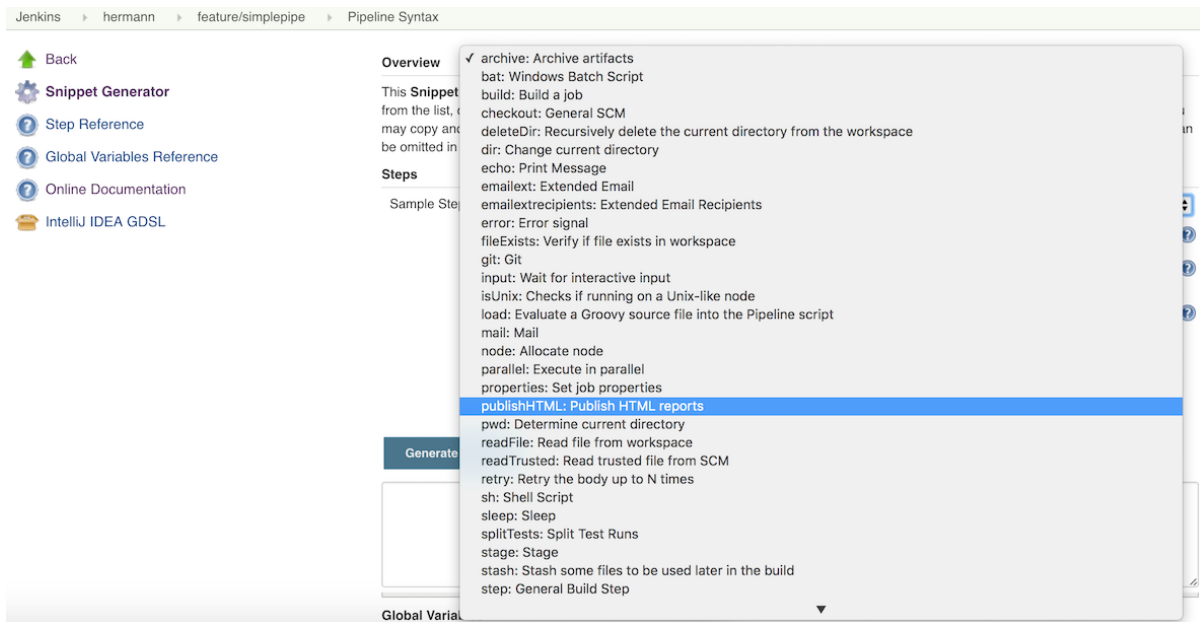 Jenkins hermann feature/simplepipe Pipeline Syntax
Back
Snippet Generator
Step Reference
Global Variables Reference
Online Documentation
IntelliJ IDEA GDSL
Overview
This Snippet
from the list,
may copy and
be omitted in
Steps
Sample Step
Generate
Global Varia
✓ archive: Archive artifacts
bat: Windows Batch Script
build: Build a job
checkout: General SCM
deleteDir: Recursively delete the current directory from the workspace
dir: Change current directory
echo: Print Message
emailext: Extended Email
emailextrecipients: Extended Email Recipients
error: Error signal
fileExists: Verify if file exists in workspace
git: Git
input: Wait for interactive input
isUnix: Checks if running on a Unix-like node
load: Evaluate a Groovy source file into the Pipeline script
mail: Mail
node: Allocate node
parallel: Execute in parallel
properties: Set job properties
publishHTML: Publish HTML reports
pwd: Determine current directory
readFile: Read file from workspace
readTrusted: Read trusted file from SCM
retry: Retry the body up to N times
sh: Shell Script
sleep: Sleep
splitTests: Split Test Runs
stage: Stage
stash: Stash some files to be used later in the build
step: General Build Step